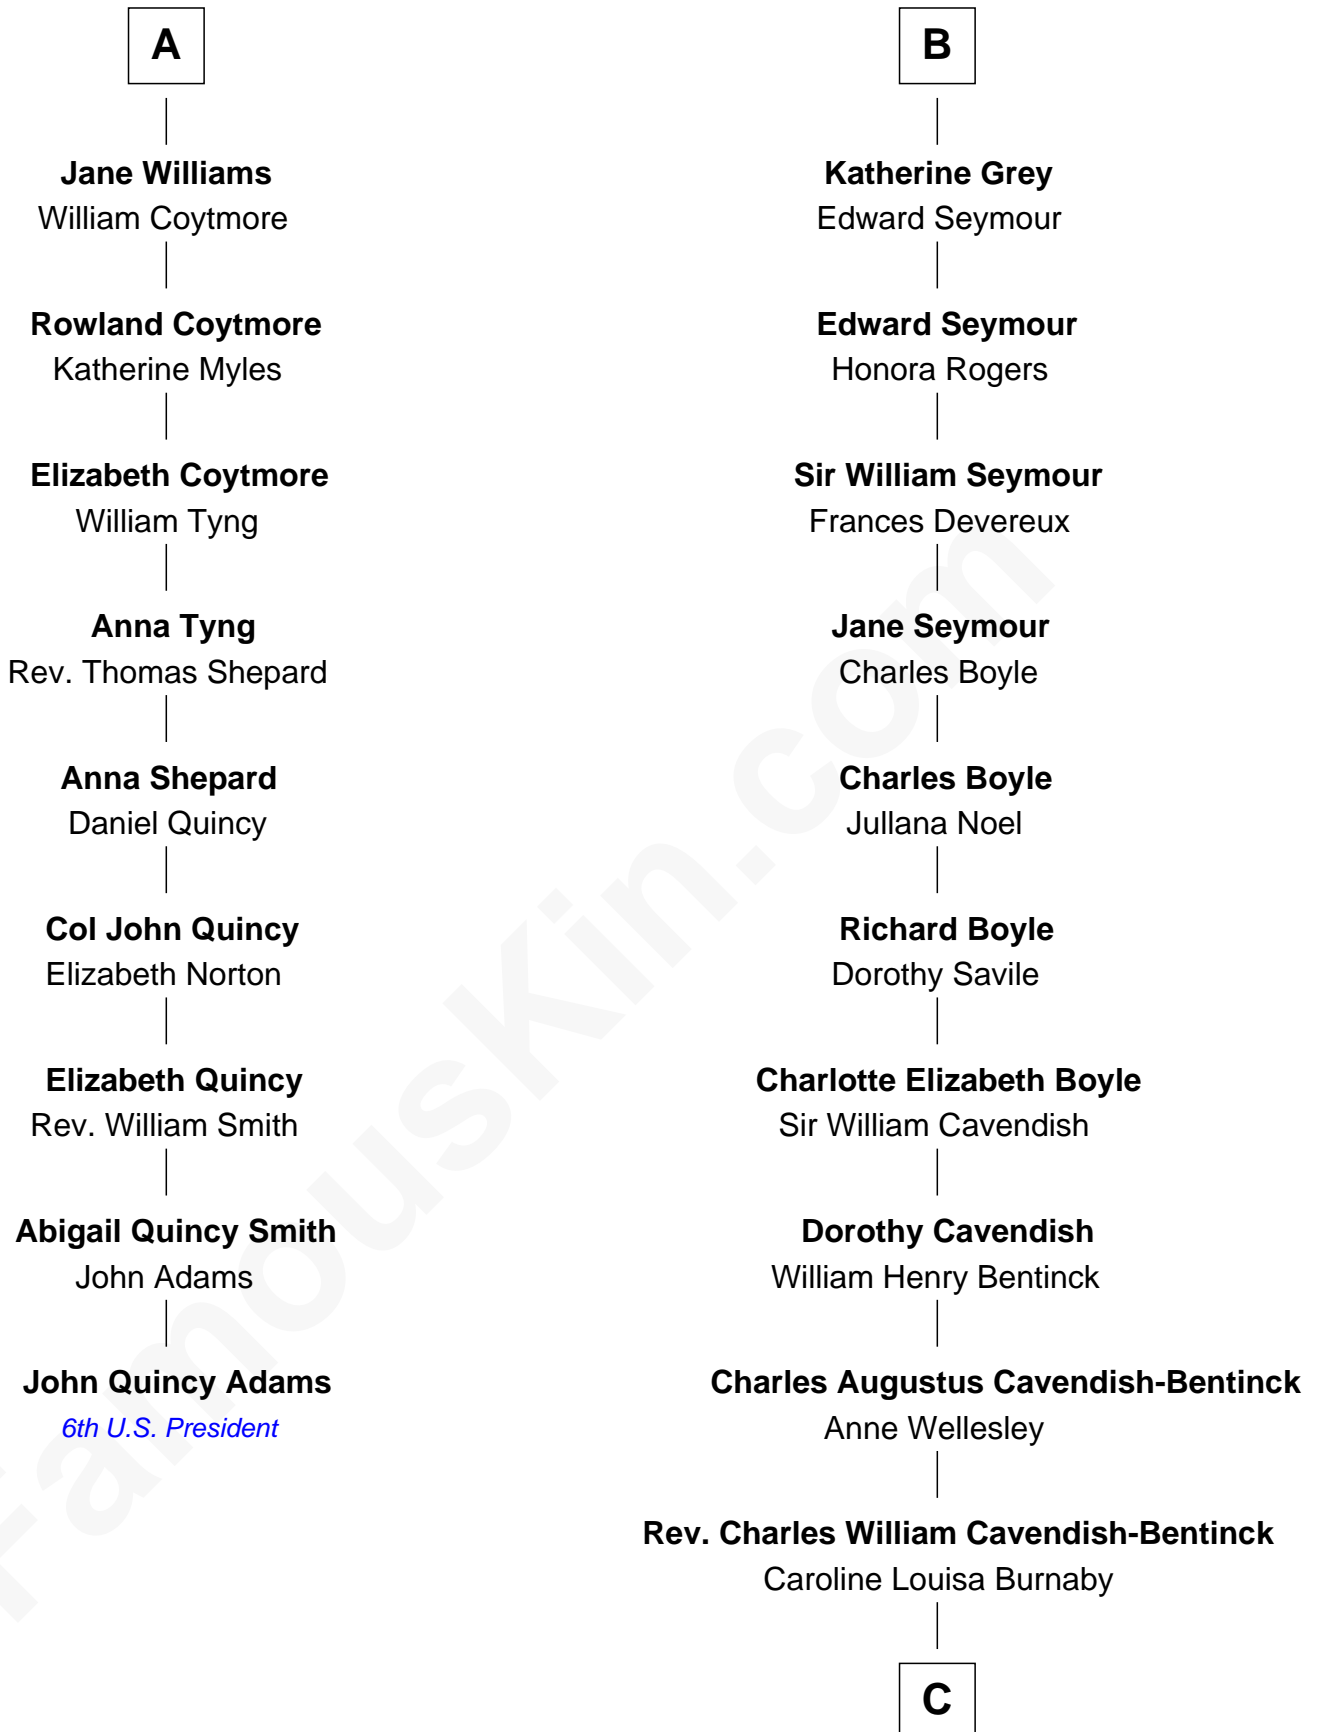 A
Jane Williams
William Coytmore
Rowland Coytmore
Katherine Myles
Elizabeth Coytmore
William Tyng
Anna Tyng
Rev. Thomas Shepard
Anna Shepard
Daniel Quincy
Col John Quincy
Elizabeth Norton
Elizabeth Quincy
Rev. William Smith
Abigail Quincy Smith
John Adams
John Quincy Adams
6th U.S. President
B
Katherine Grey
Edward Seymour
Edward Seymour
Honora Rogers
Sir William Seymour
Frances Devereux
Jane Seymour
Charles Boyle
Charles Boyle
Jullana Noel
Richard Boyle
Dorothy Savile
Charlotte Elizabeth Boyle
Sir William Cavendish
Dorothy Cavendish
William Henry Bentinck
Charles Augustus Cavendish-Bentinck
Anne Wellesley
Rev. Charles William Cavendish-Bentinck
Caroline Louisa Burnaby
C
FamousKin.com